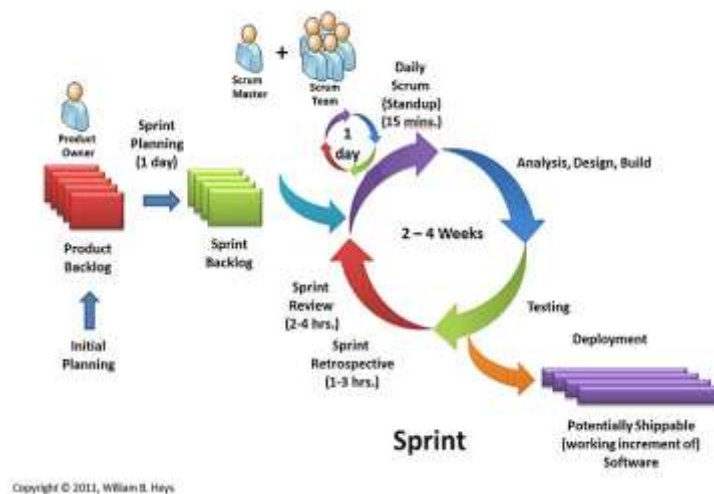 Scrum
Master
+
Scrum
Team
Product
Owner
Sprint
Planning
(1 day)
Product
Backlog
Sprint
Backlog
Initial
Planning
1
day
Daily
Scrum
(Standup)
(15 mins.)
Analysis, Design, Build
2 – 4 Weeks
Testing
Sprint
Review
(2-4 hrs.)
Sprint
Retrospective
(1-3 hrs.)
Deployment
Potentially Shippable
(working increment of)
Software
Sprint
Copyright © 2011, William B. Heys